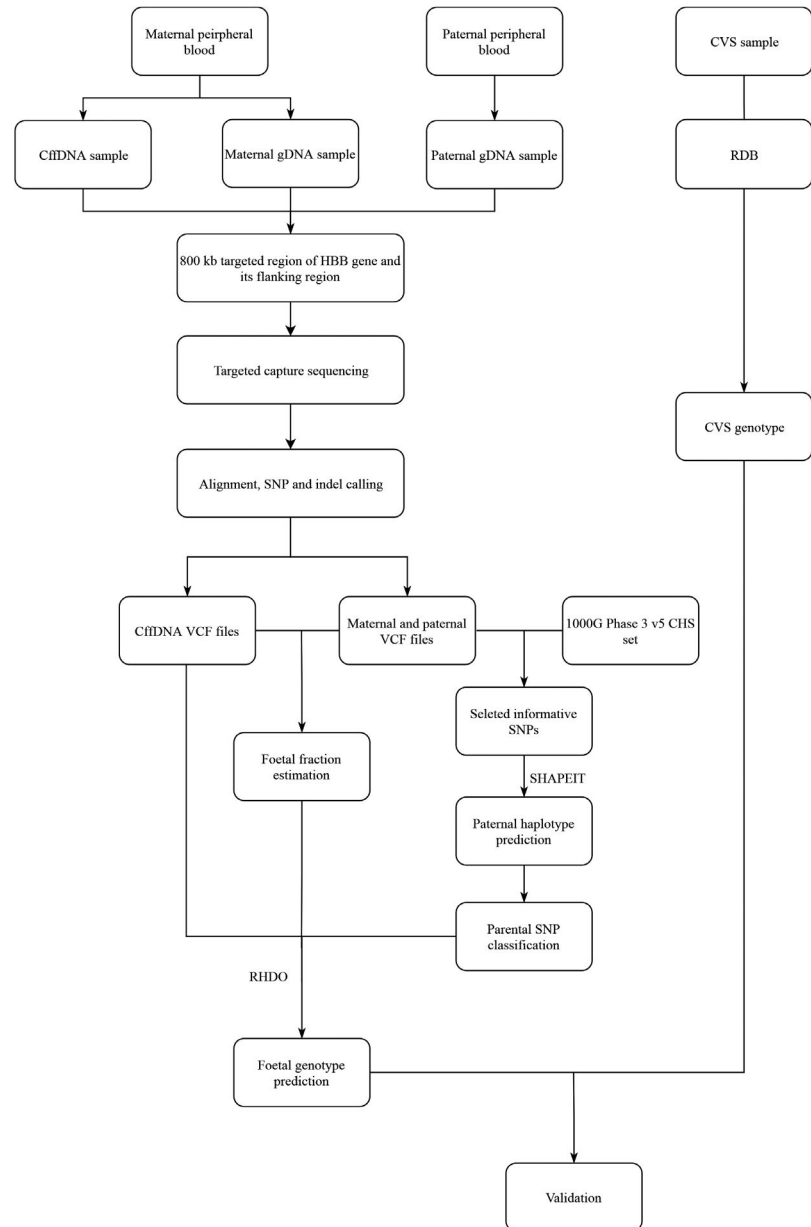 Maternal peirpheral
blood
Paternal peripheral
blood
CVS sample
CffDNA sample
Maternal gDNA sample
Paternal gDNA sample
RDB
800 kb targeted region of HBB gene and
its flanking region
Targeted capture sequencing
CVS genotype
Alignment, SNP and indel calling
CffDNA VCF files
Maternal and paternal
VCF files
1000G Phase 3 v5 CHS
set
Seleted informative
SNPs
Foetal fraction
estimation
SHAPEIT
Paternal haplotype
prediction
Parental SNP
classification
RHDO
Foetal genotype
prediction
Validation